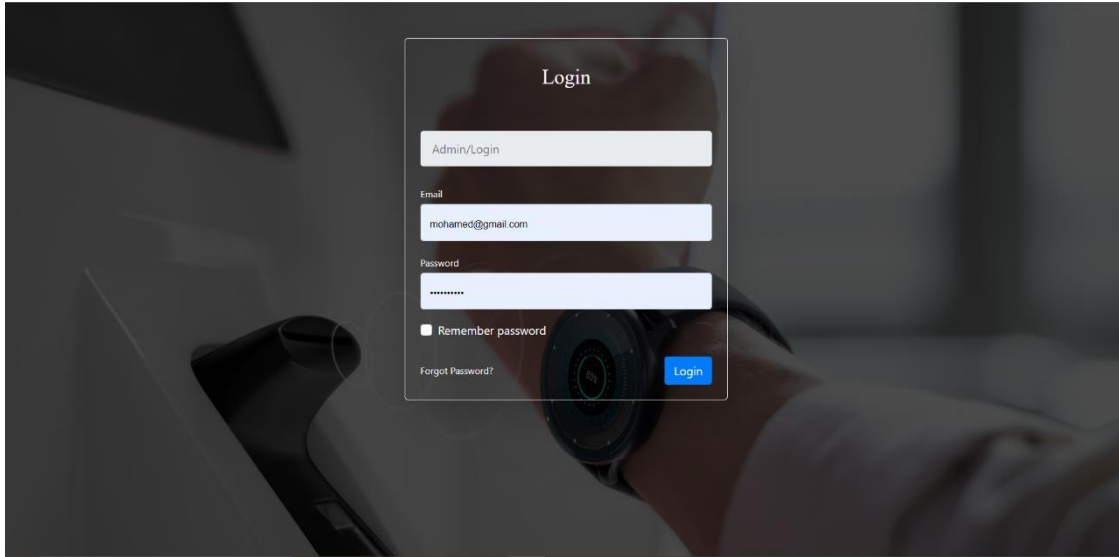 Login
Admin/Login
Email
mohamed@gmail.com
Password
••••••••••
Remember password
Forgot Password?
Login